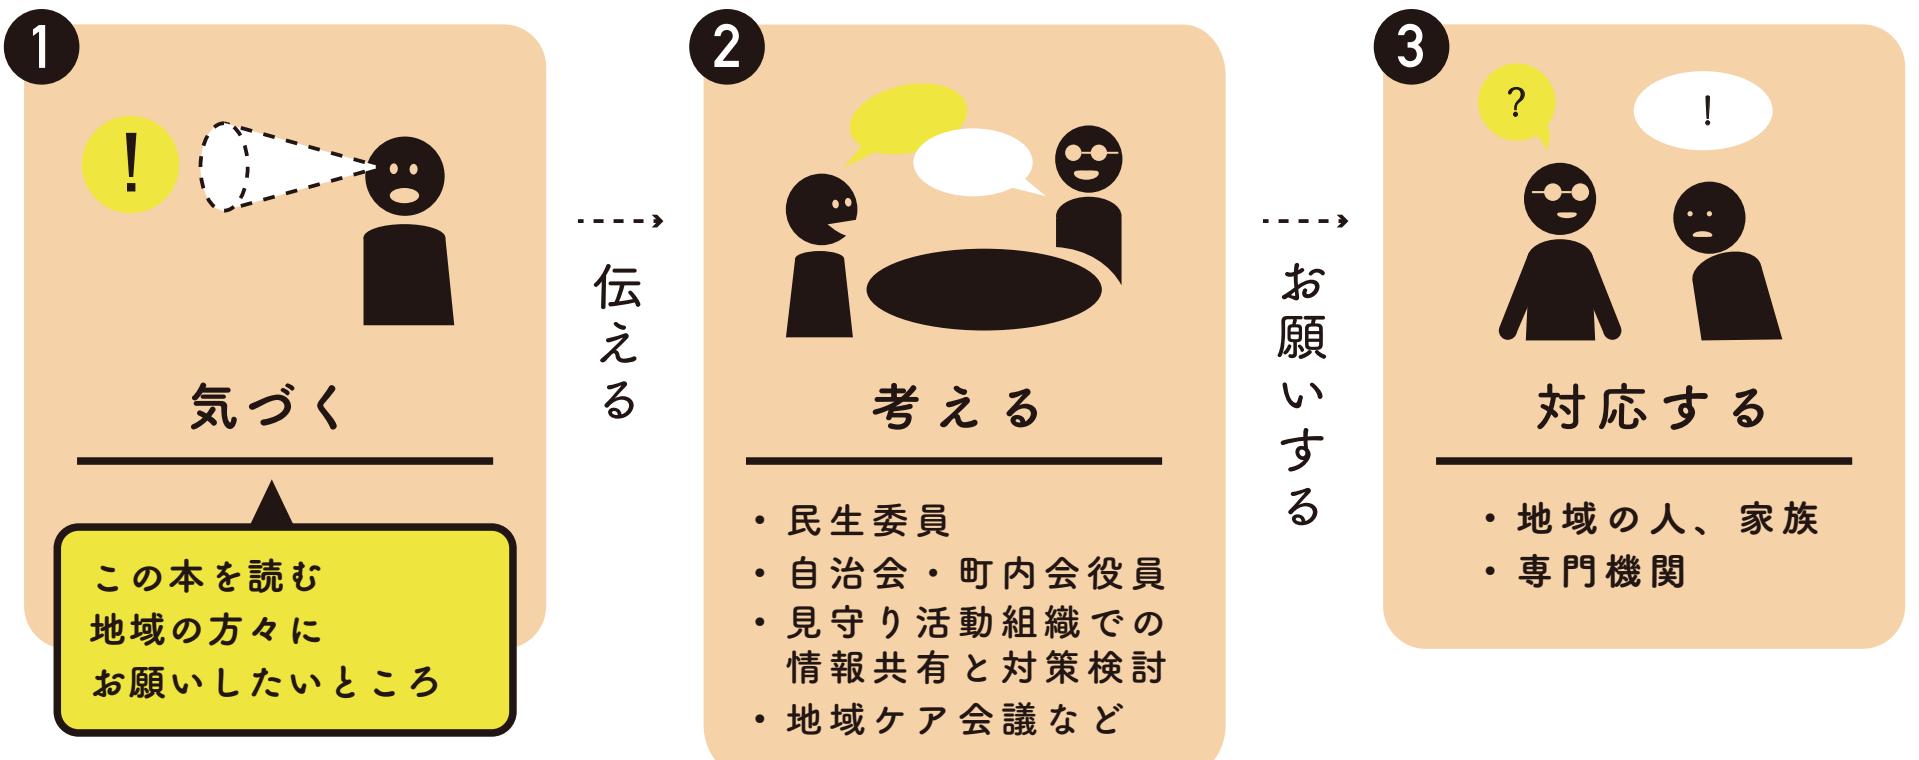 1
!
気づく
この本を読む
地域の方々に
お願いしたいところ
伝える
2
考える
・民生委員
・自治会・町内会役員
・見守り活動組織での
情報共有と対策検討
・地域ケア会議など
お願いする
3
?
!
対応する
・地域の人、家族
・専門機関